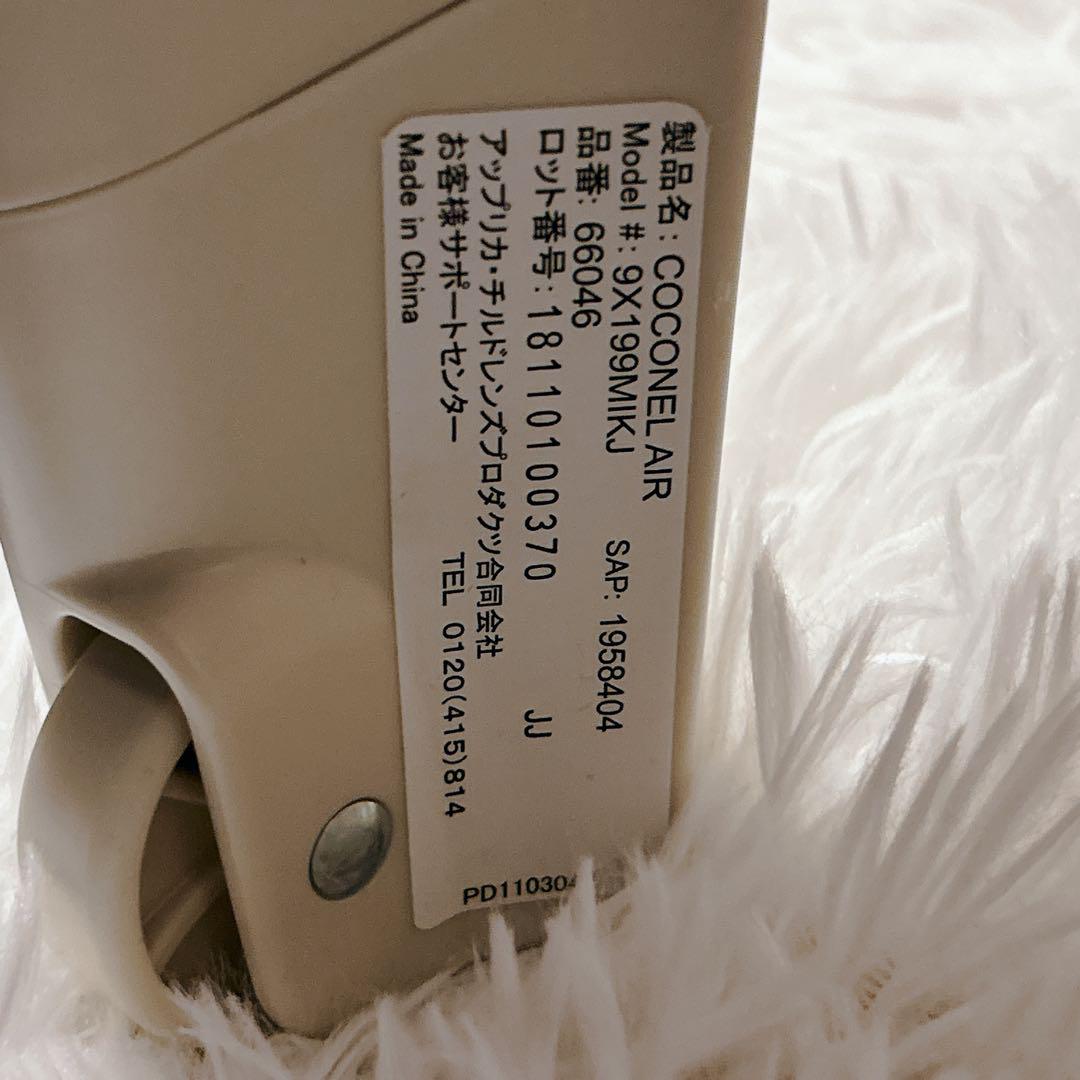 製品名: COCONEL AIR
Model #: 9X199MIKJ SAP: 1958404
品番: 66046
ロット番号: 18110100370 JJ
アップリカ・チルドレンズプロダクツ合同会社
お客様サポートセンター TEL 0120(415)814
Made in China